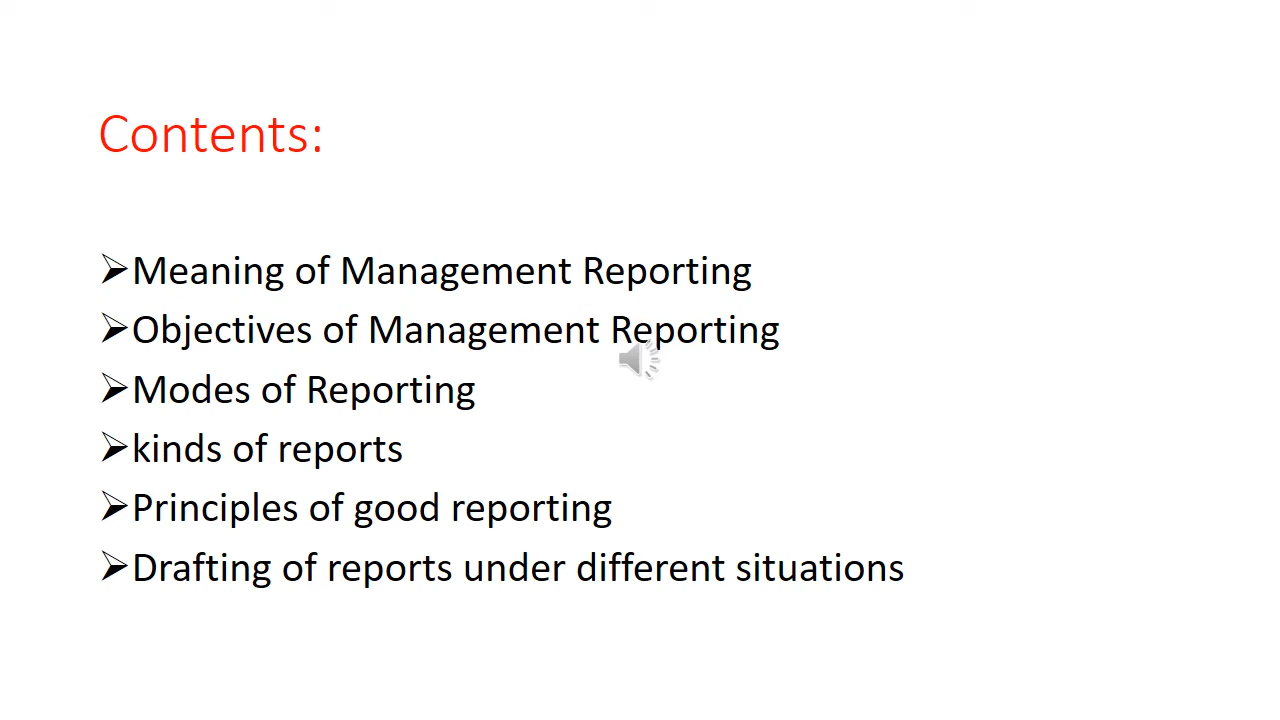 Contents:
➢Meaning of Management Reporting
➢Objectives of Management Reporting
➢Modes of Reporting
➢kinds of reports
➢Principles of good reporting
➢Drafting of reports under different situations